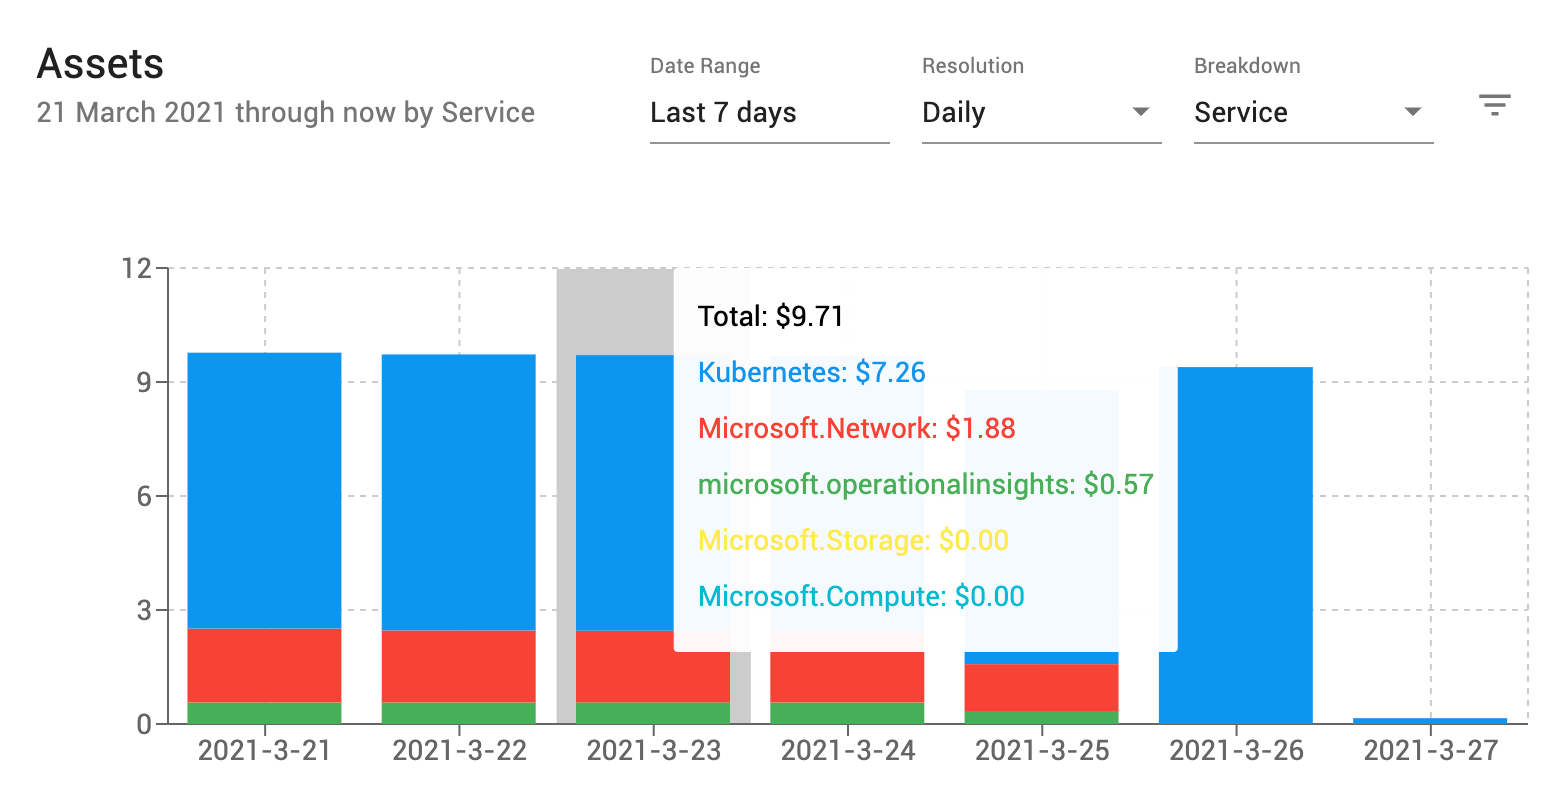 Assets
21 March 2021 through now by Service
Date Range
Last 7 days
Resolution
Daily
Breakdown
Service
12
9
6
3
0
Total: $9.71
Kubernetes: $7.26
Microsoft.Network: $1.88
microsoft.operationalinsights: $0.57
Microsoft.Storage: $0.00
Microsoft.Compute: $0.00
2021-3-21
2021-3-22
2021-3-23
2021-3-24
2021-3-25
2021-3-26
2021-3-27